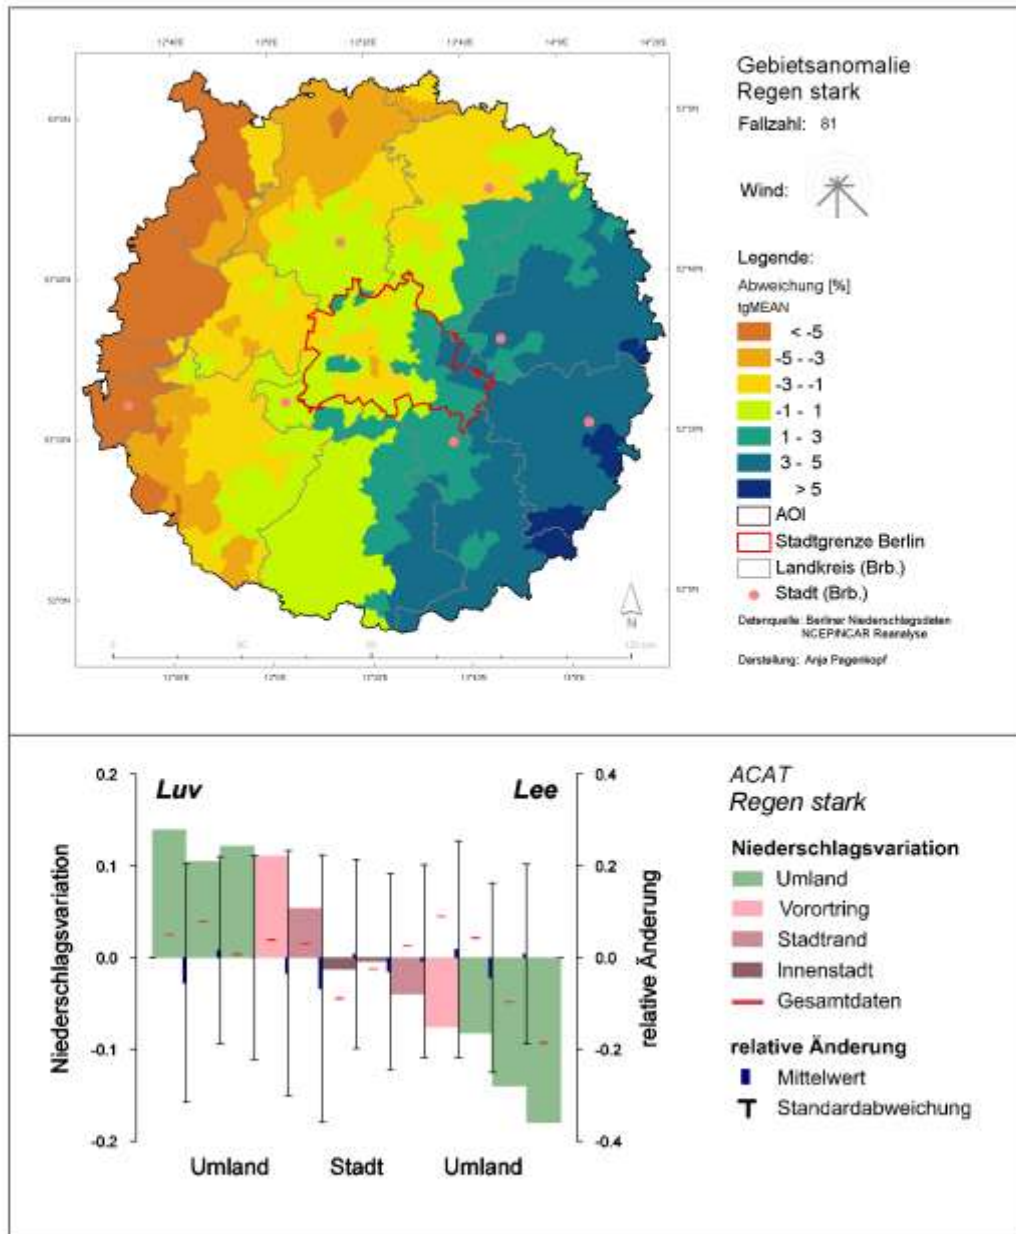 Gebietsanomalie
Regen stark
Fallzahl: 81
Wind:
Legende:
Abweichung [%]
tgMEAN
< -5
-5 - -3
-3 - -1
-1 - 1
1 - 3
3 - 5
> 5
AOI
Stadtgrenze Berlin
Landkreis (Brb.)
Stadt (Brb.)
N
Datenquelle: Berliner Niederschlagsdaten
NCEP/NCAR Reanalyse
Darstellung: Anja Pagenkopf
Luv
Lee
Niederschlagsvariation
0.2
0.1
0.0
-0.1
-0.2
0.4
0.2
0.0
-0.2
-0.4
relative Änderung
Umland
Stadt
Umland
ACAT
Regen stark
Niederschlagsvariation
Umland
Vorortring
Stadtrand
Innenstadt
Gesamtdaten
relative Änderung
Mittelwert
Standardabweichung